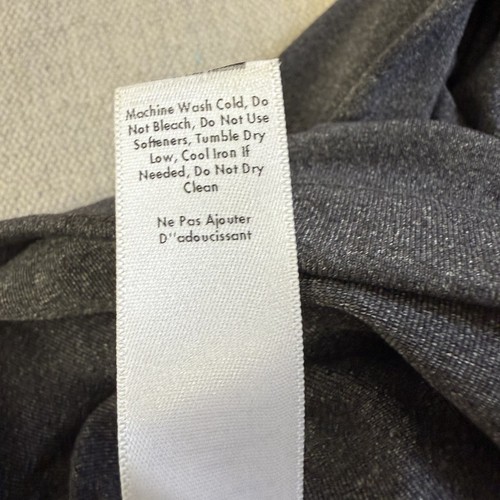 Machine Wash Cold, Do
Not Bleach, Do Not Use
Softeners, Tumble Dry
Low, Cool Iron If
Needed, Do Not Dry
Clean
Ne Pas Ajouter
D''adoucissant